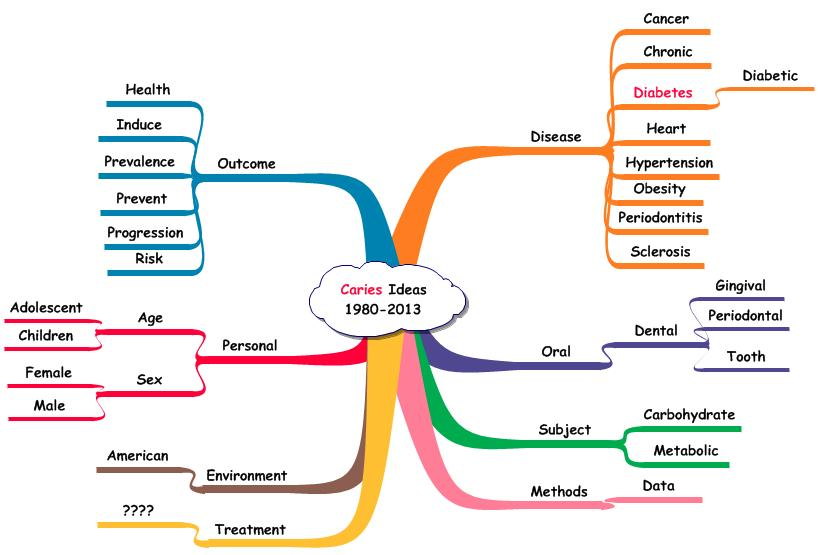 Caries Ideas
1980-2013
Disease
Cancer
Chronic
Diabetes
Diabetic
Heart
Hypertension
Obesity
Periodontitis
Sclerosis
Oral
Dental
Gingival
Periodontal
Tooth
Subject
Carbohydrate
Metabolic
Methods
Data
Outcome
Health
Induce
Prevalence
Prevent
Progression
Risk
Personal
Age
Adolescent
Children
Sex
Female
Male
Environment
American
Treatment
????